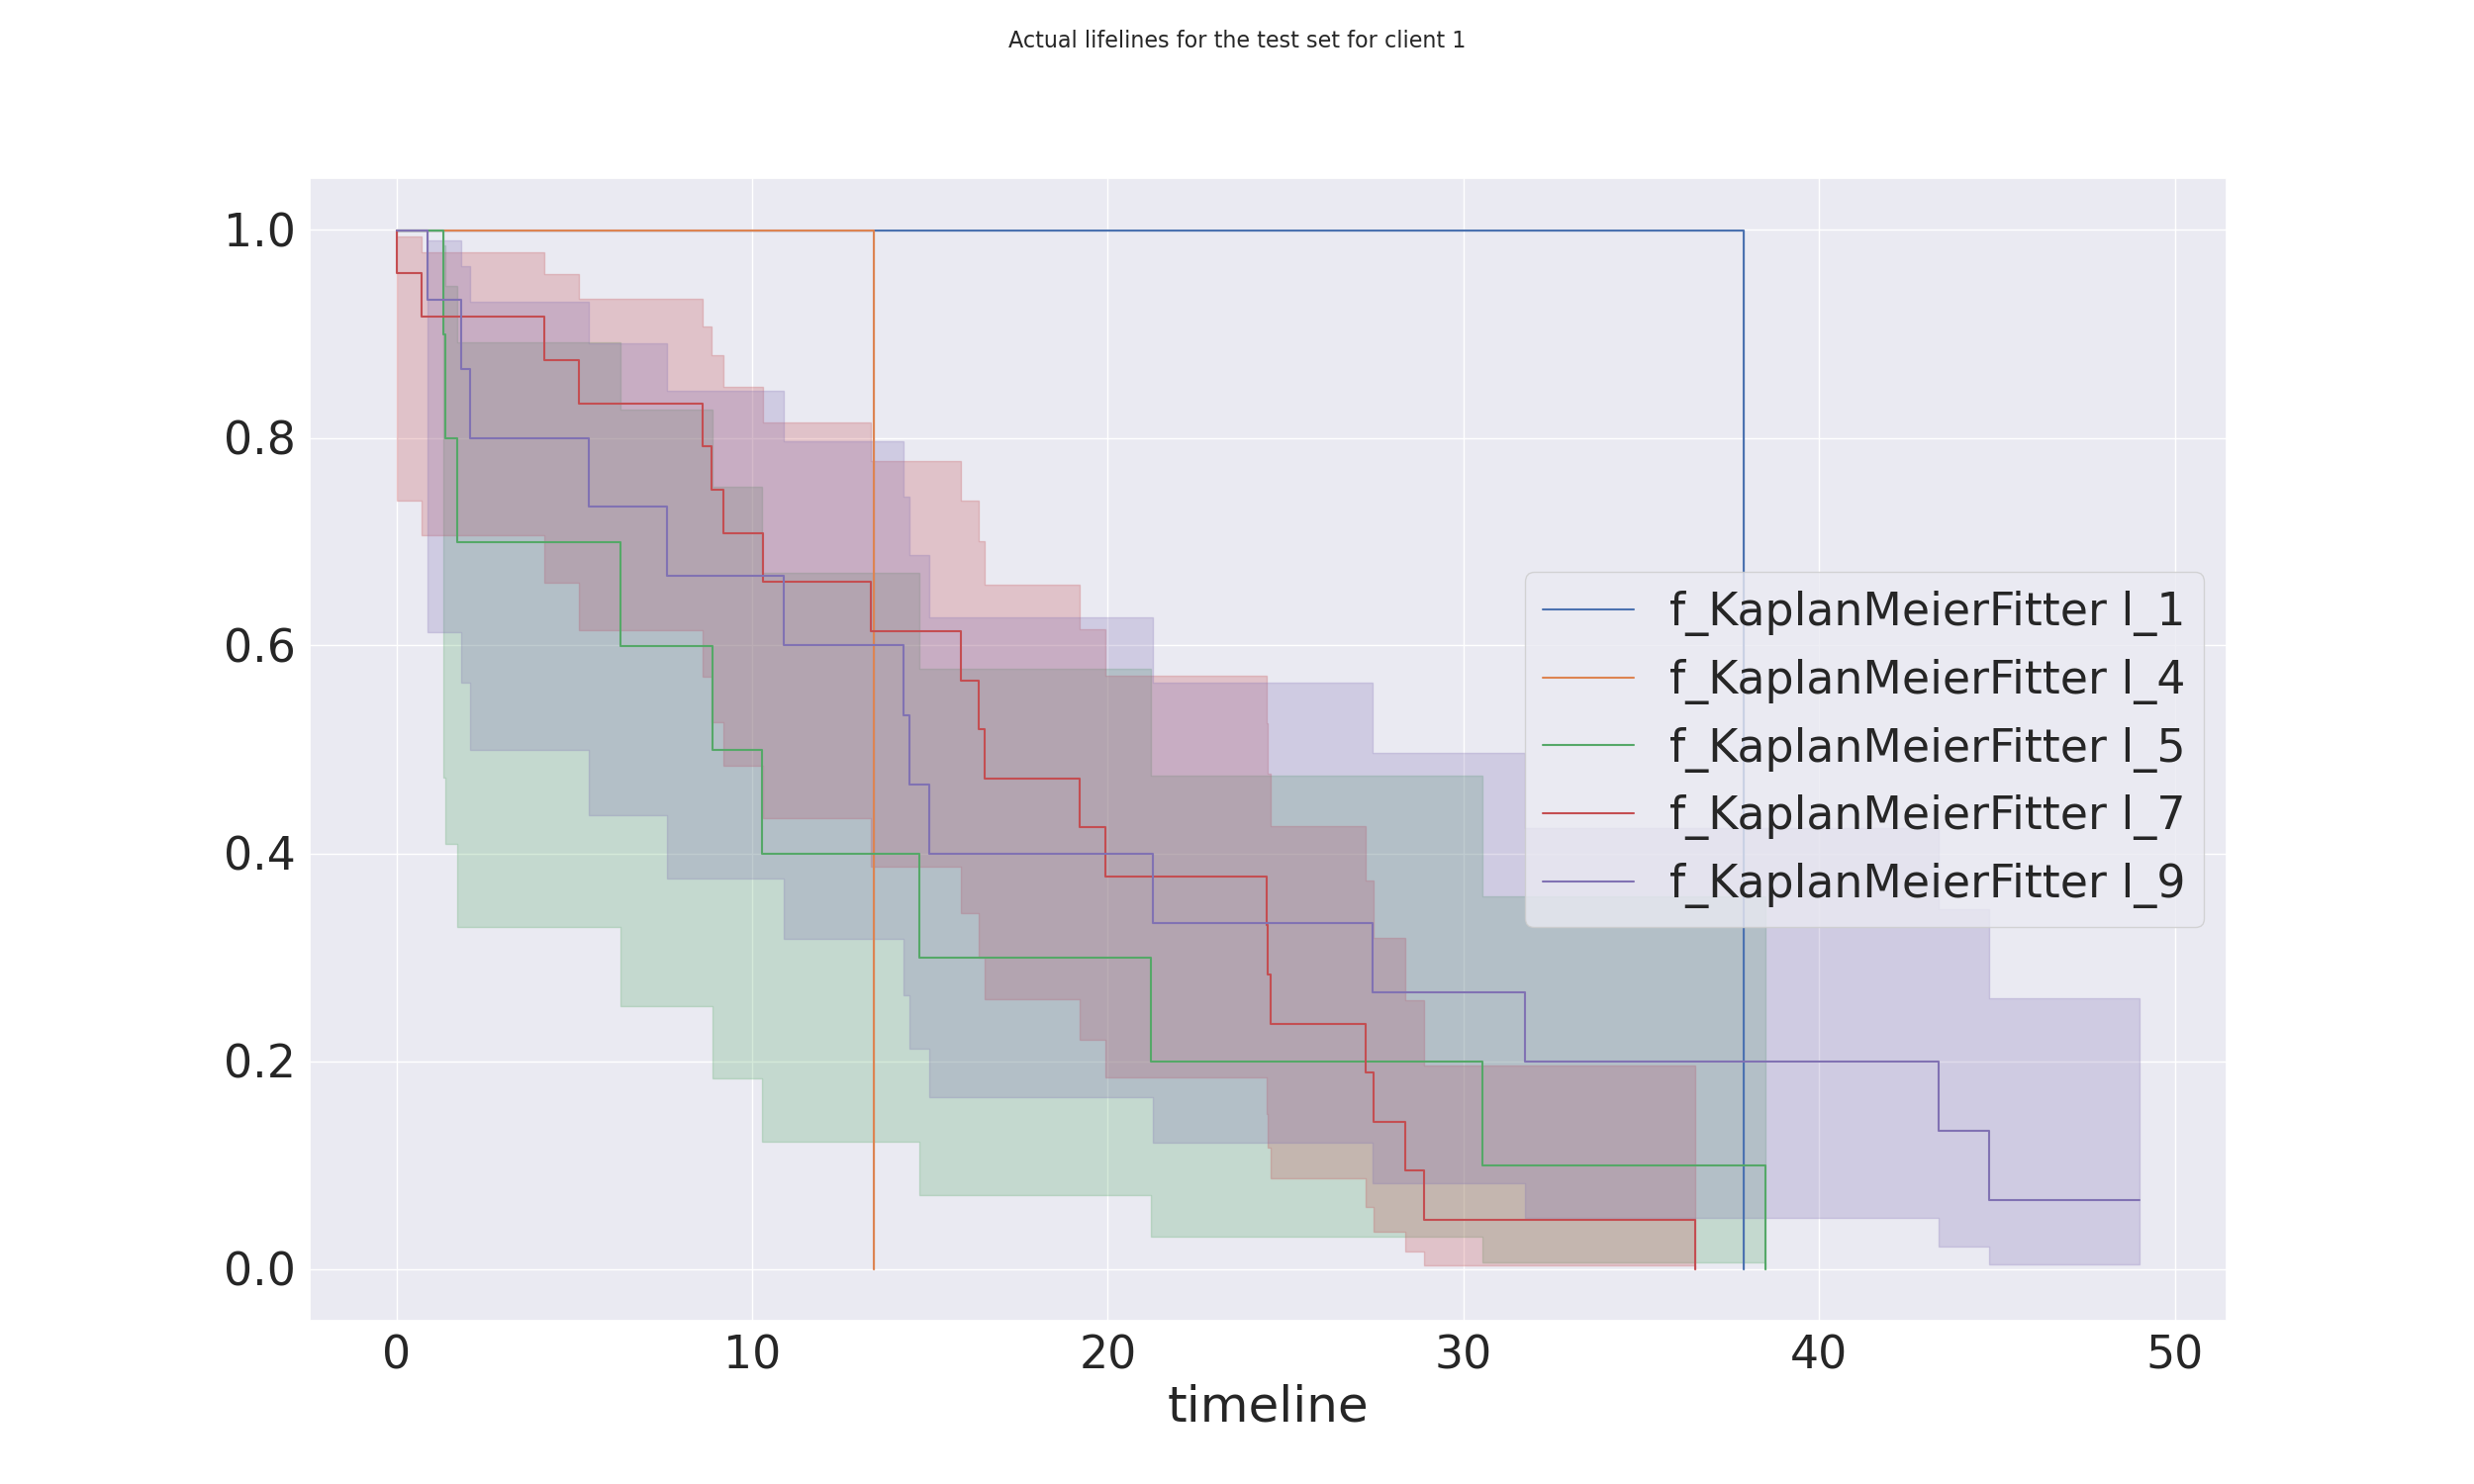 Actual lifelines for the test set for client 1
1.0
0.8
0.6
0.4
0.2
0.0
f_KaplanMeierFitter l_1
f_KaplanMeierFitter l_4
f_KaplanMeierFitter l_5
f_KaplanMeierFitter l_7
f_KaplanMeierFitter l_9
0 10 20 30 40 50
timeline